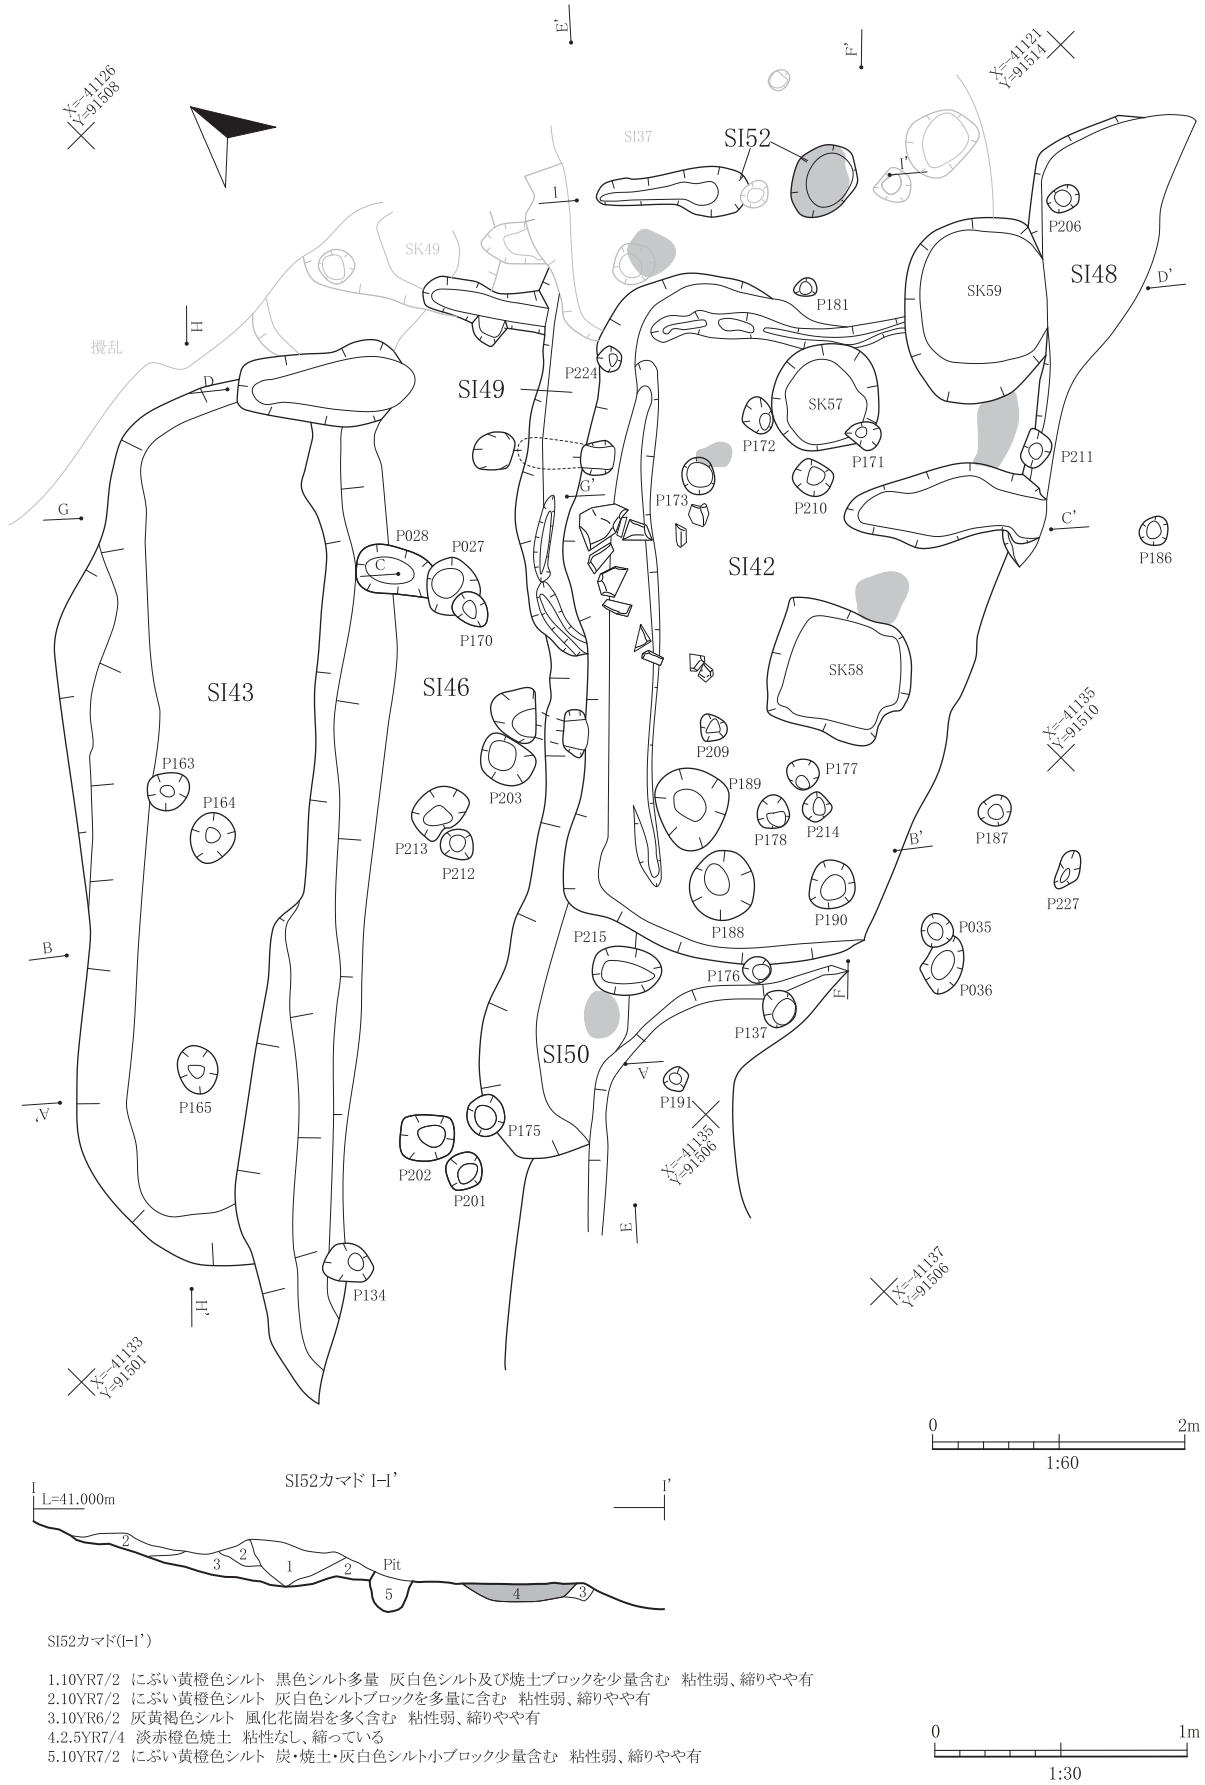 E'
F'
X=-41121
Y=91514
X=-41126
Y=91508
SI37
SI52
I'
I
P206
SK49
SI48
D'
SK59
P181
H
攪乱
P224
D
SI49
SK57
P172
P171
P211
G'
P173
P210
G
C'
P186
P028
P027
C
SI42
P170
SK58
SI43
SI46
X=-41135
Y=91510
P209
P163
P203
P189
P177
P164
P213
P178
P214
P187
B'
P212
P227
P190
P188
P215
P035
B
P176
P036
F
P137
SI50
A
P191
A'
P165
P175
X=-41135
Y=91506
P202
P201
E
X=-41137
Y=91506
P134
H'
X=-41133
Y=91501
0 2m
1:60
SI52カマド I-I'
I I'
L=41.000m
2
3
2
1
2
Pit
5
4
3
SI52カマド(I-I')
1.10YR7/2 にぶい黄橙色シルト 黒色シルト多量 灰白色シルト及び焼土ブロックを少量含む 粘性弱、締りやや有
2.10YR7/2 にぶい黄橙色シルト 灰白色シルトブロックを多量に含む 粘性弱、締りやや有
3.10YR6/2 灰黄褐色シルト 風化花崗岩を多く含む 粘性弱、締りやや有
4.2.5YR7/4 淡赤橙色焼土 粘性なし、締っている
5.10YR7/2 にぶい黄橙色シルト 炭・焼土・灰白色シルト小ブロック少量含む 粘性弱、締りやや有
0 1m
1:30